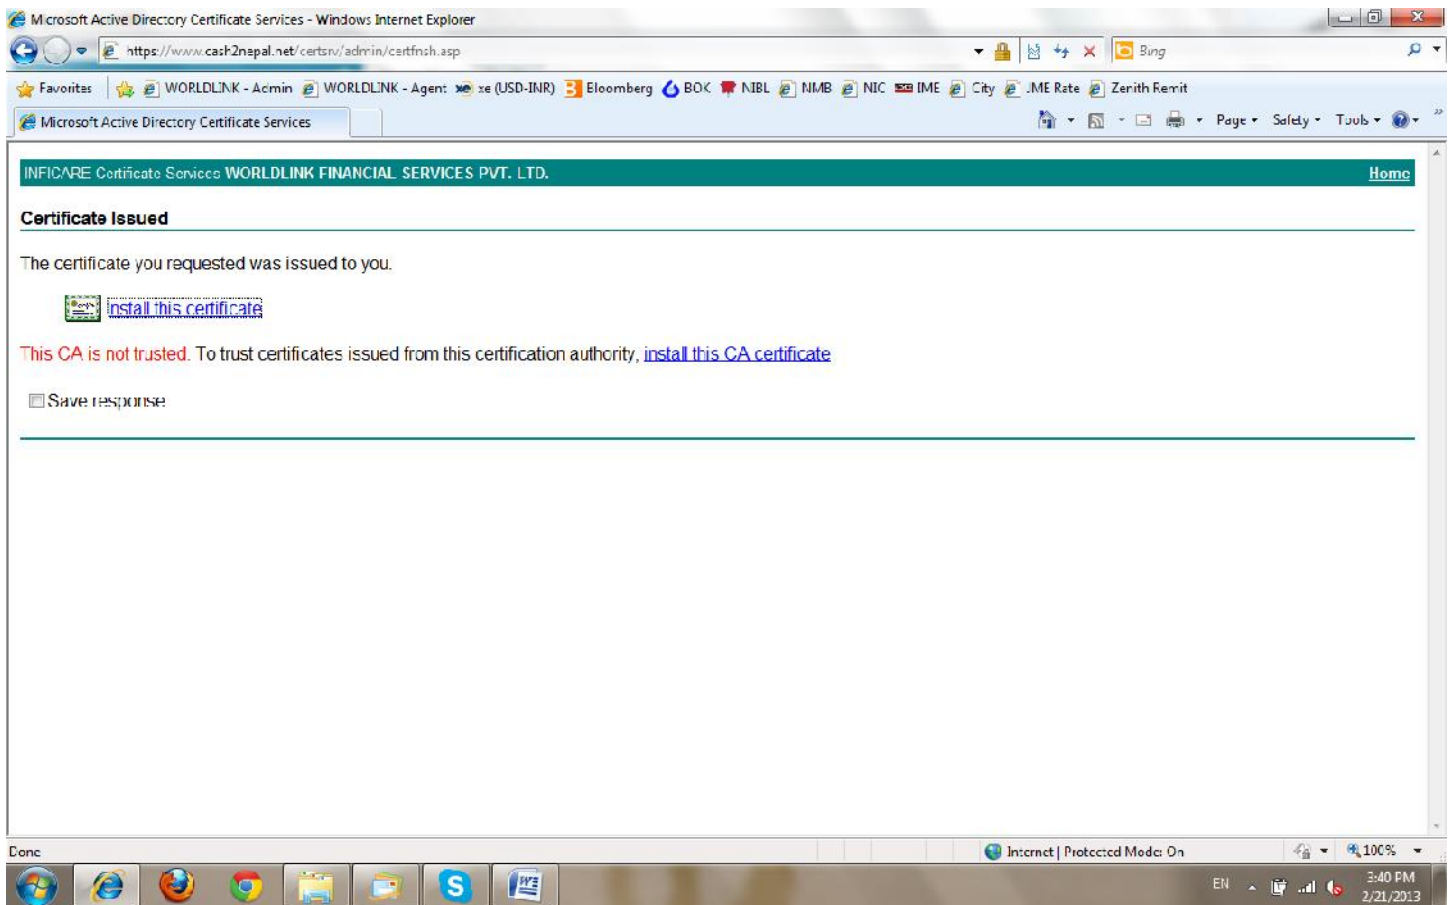 Microsoft Active Directory Certificate Services - Windows Internet Explorer
https://www.cash2nepal.net/certsrv/admin/certfnsh.asp
Bing
Favorites WORLDLINK - Admin WORLDLINK - Agent xe xe (USD-INR) Bloomberg BOK NIBL NMB NIC IME City JME Rate Zenith Remit
Microsoft Active Directory Certificate Services Page Safety Tools
INFICARE Certificate Services WORLDLINK FINANCIAL SERVICES PVT. LTD. Home
Certificate Issued
The certificate you requested was issued to you.
Install this certificate
This CA is not trusted. To trust certificates issued from this certification authority, install this CA certificate
Save response
Done Internet | Protected Mode: On 100%
EN 3:40 PM
2/21/2013